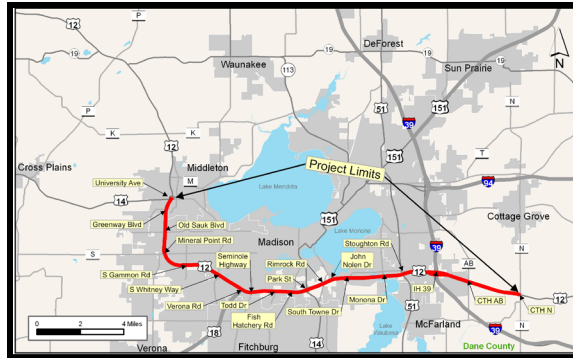 P
12
P
19
Waunakee
DeForest
19
19
Sun Prairie
N
113
51
151
N
P
39
K
K
12
N
T
151
Cross Plains
Middleton
Project Limits
University Ave
M
Lake Mendota
51
94
14
Cottage Grove
Greenway Blvd
Old Sauk Blvd
151
Lake Monona
N
Mineral Point Rd
Madison
Stoughton Rd
39
S
Seminole
Highway
Rimrock Rd
John
Nolen Dr
AB
S Gammon Rd
12
Park St
12
12
S Whitney Way
IH 39
CTH AB
CTH N
Verona Rd
Todd Dr
Monona Dr
Fish
Hatchery Rd
South Towne Dr
0 2 4 Miles
18
14
Lake
Waubesa
McFarland
39
N
Verona
Fitchburg
Dane County